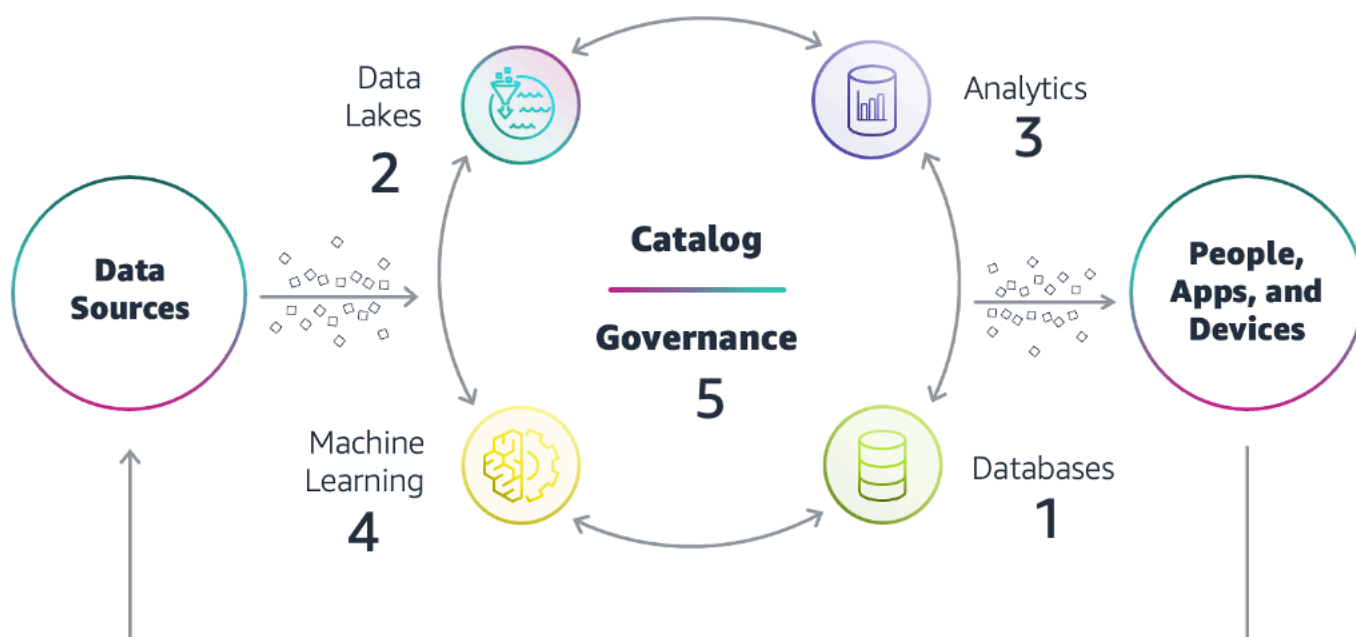 Data
Lakes
2
Analytics
3
Data
Sources
Catalog
Governance
5
People,
Apps, and
Devices
Machine
Learning
4
Databases
1